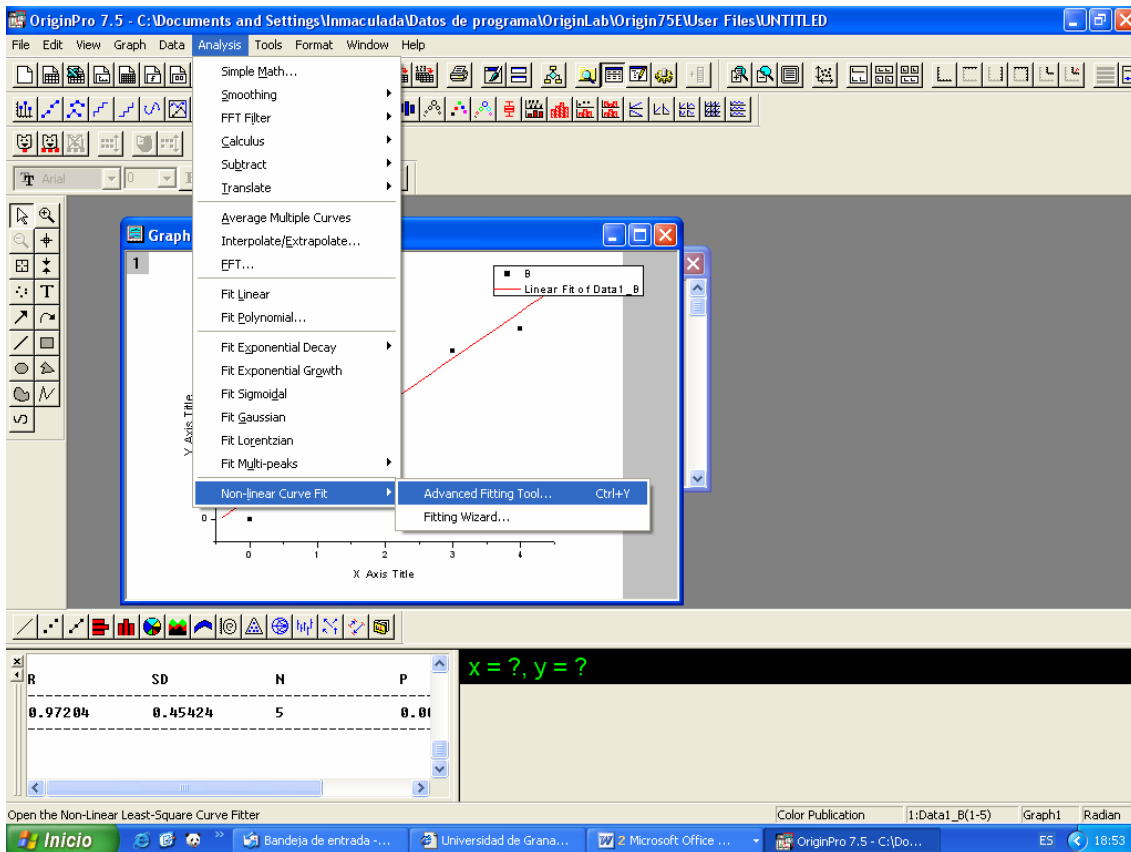 OriginPro 7.5 - C:\Documents and Settings\Inmaculada\Datos de programa\OriginLab\Origin75E\User Files\UNTITLED
File Edit View Graph Data Analysis Tools Format Window Help
Arial 0
Simple Math...
Smoothing
FFT Filter
Calculus
Subtract
Translate
Average Multiple Curves
Interpolate/Extrapolate...
FFT...
Fit Linear
Fit Polynomial...
Fit Exponential Decay
Fit Exponential Growth
Fit Sigmoidal
Fit Gaussian
Fit Lorentzian
Fit Multi-peaks
Non-linear Curve Fit
Advanced Fitting Tool... Ctrl+Y
Fitting Wizard...
Graph
1
B
Linear Fit of Data1_B
Y Axis Title
0
0 1 2 3 4
X Axis Title
R SD N P
0.97204 0.45424 5
x = ?, y = ?
Open the Non-Linear Least-Square Curve Fitter
Color Publication 1:Data1_B(1-5) Graph1 Radian
Inicio
Bandeja de entrada -...
Universidad de Grana...
2 Microsoft Office ...
OriginPro 7.5 - C:\Do...
ES 18:53